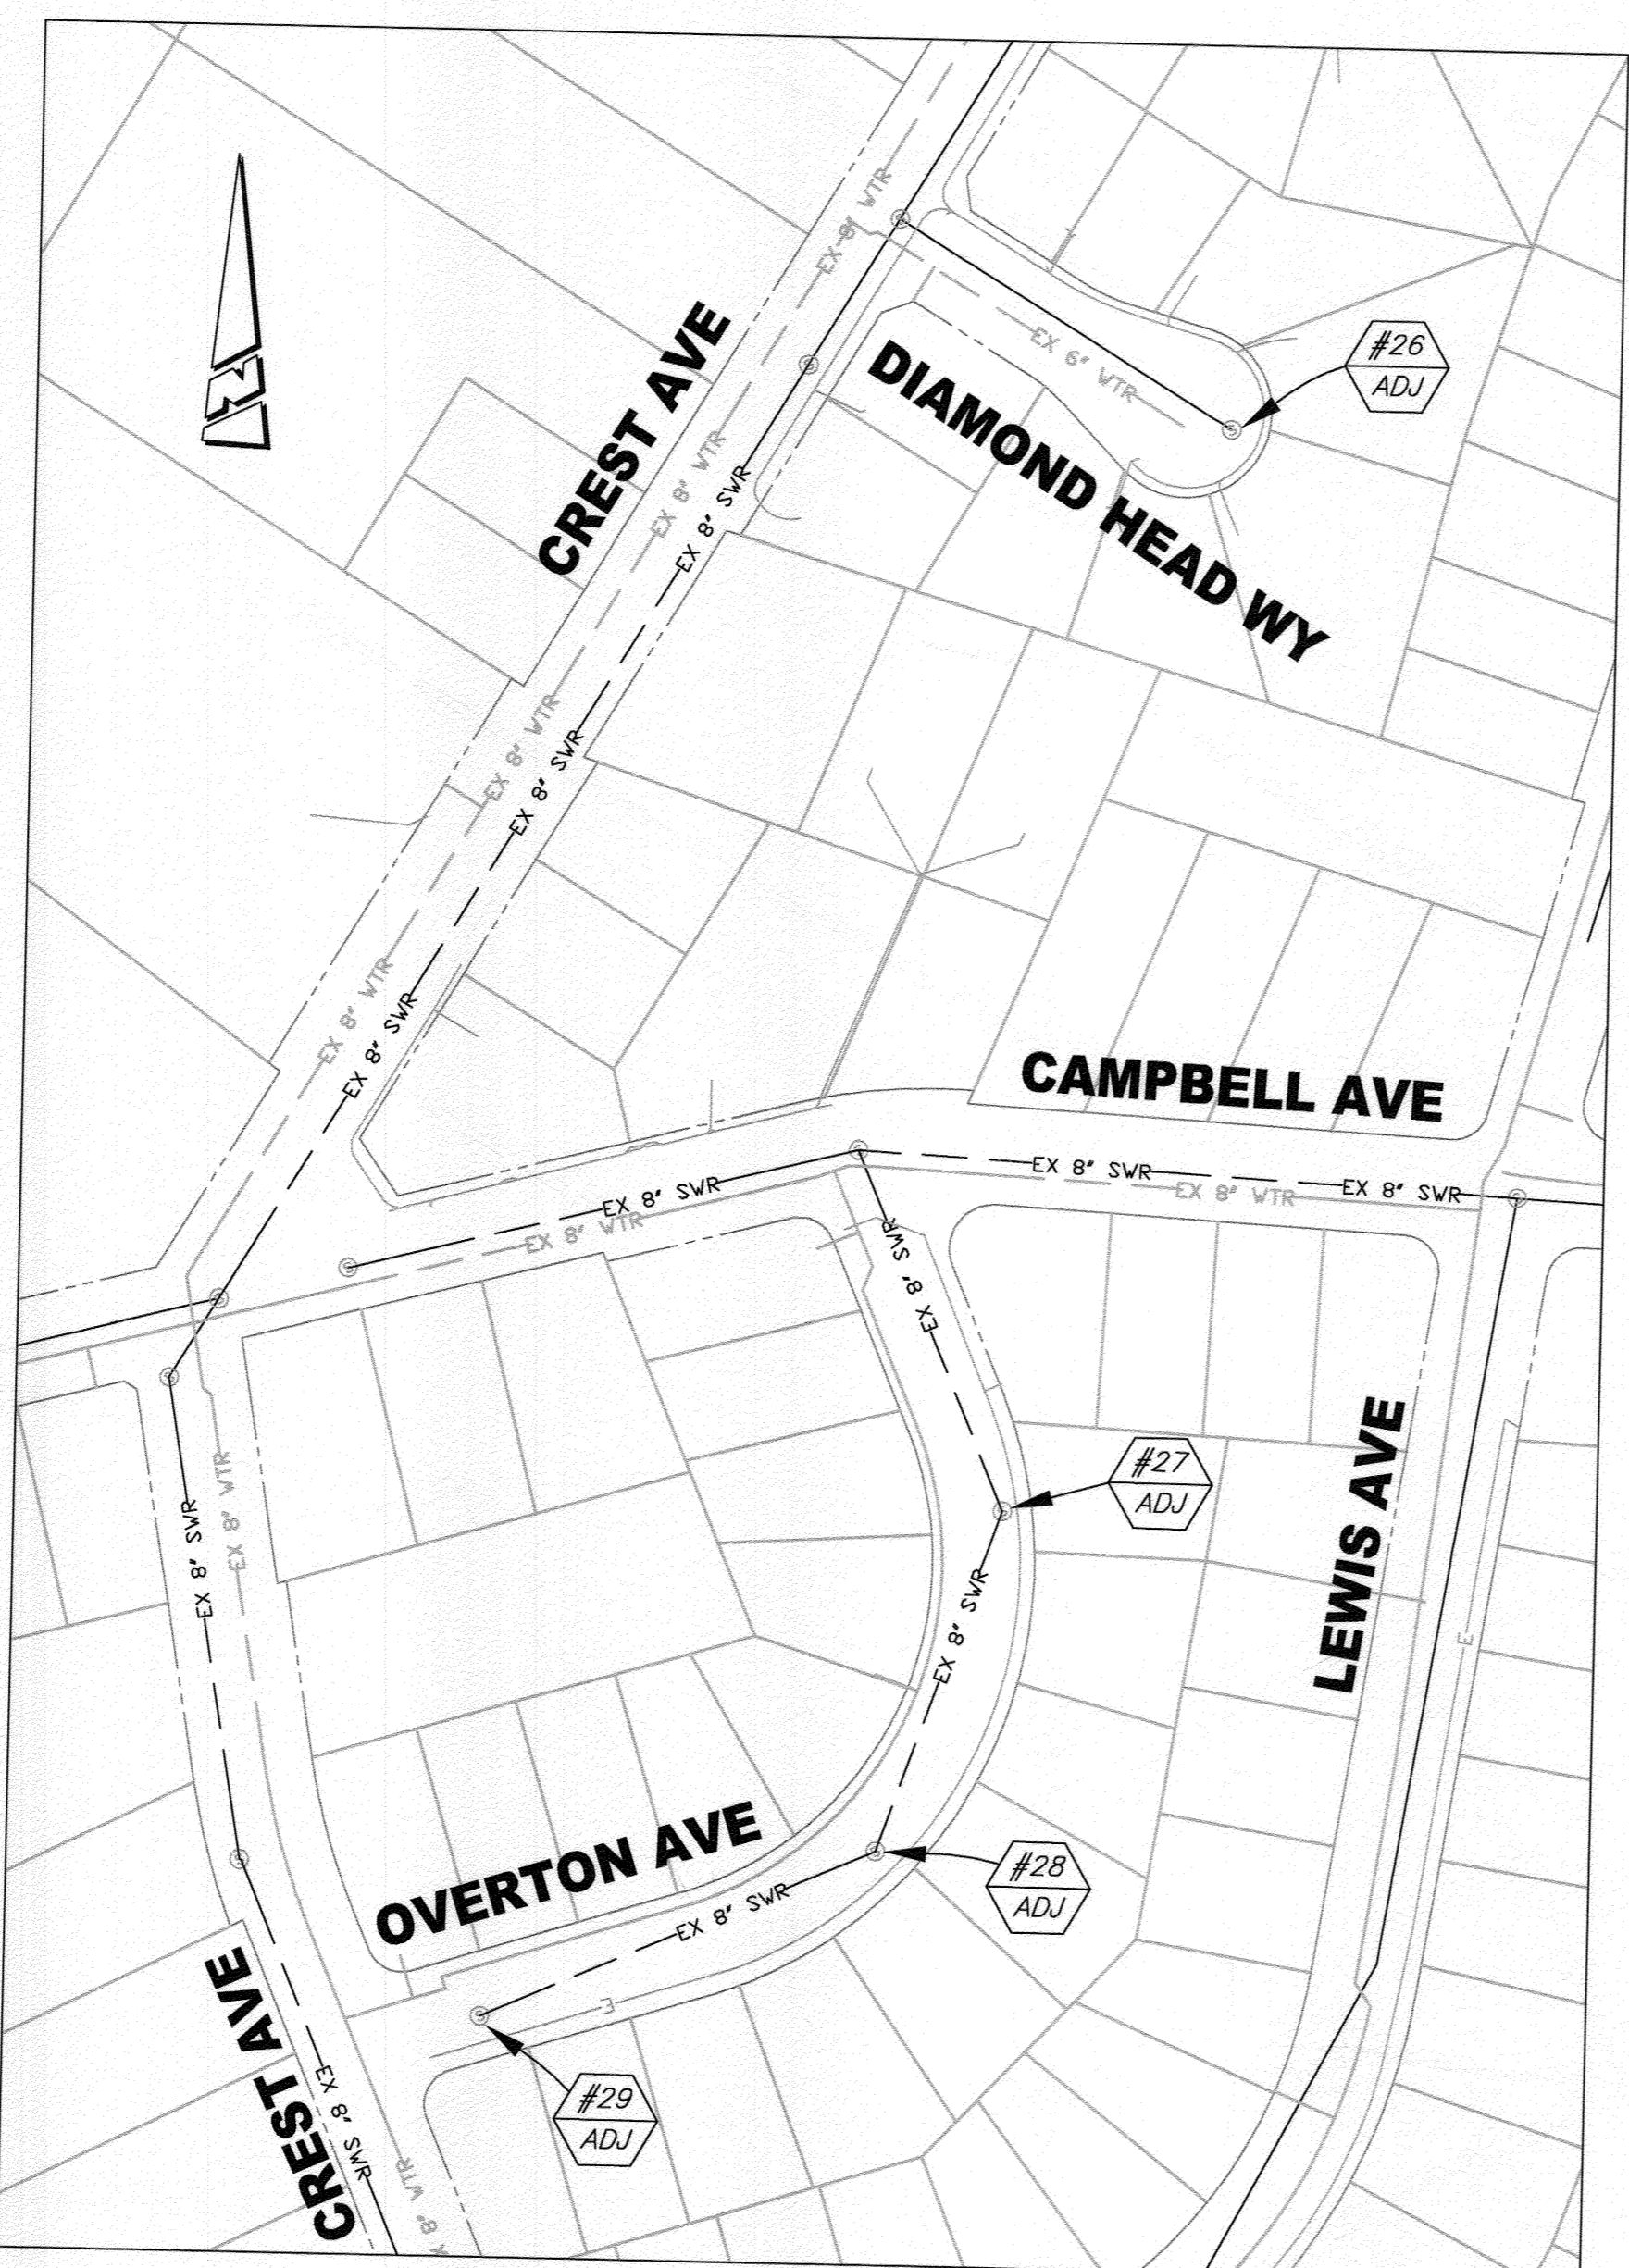 EX 8" WTR
CREST AVE
EX 6" WTR
#26
ADJ
DIAMOND HEAD WY
EX 8" WTR
EX 8" SWR
EX 8" WTR
EX 8" SWR
EX 8" WTR
EX 8" SWR
CAMPBELL AVE
EX 8" SWR
EX 8" SWR
EX 8" SWR
EX 8" WTR
EX 8" WTR
EX 8" SWR
LEWIS AVE
#27
ADJ
EX 8" WTR
EX 8" SWR
EX 8" SWR
E
OVERTON AVE
#28
ADJ
EX 8" SWR
CREST AVE
E
EX 8" SWR
#29
ADJ
8" WTR